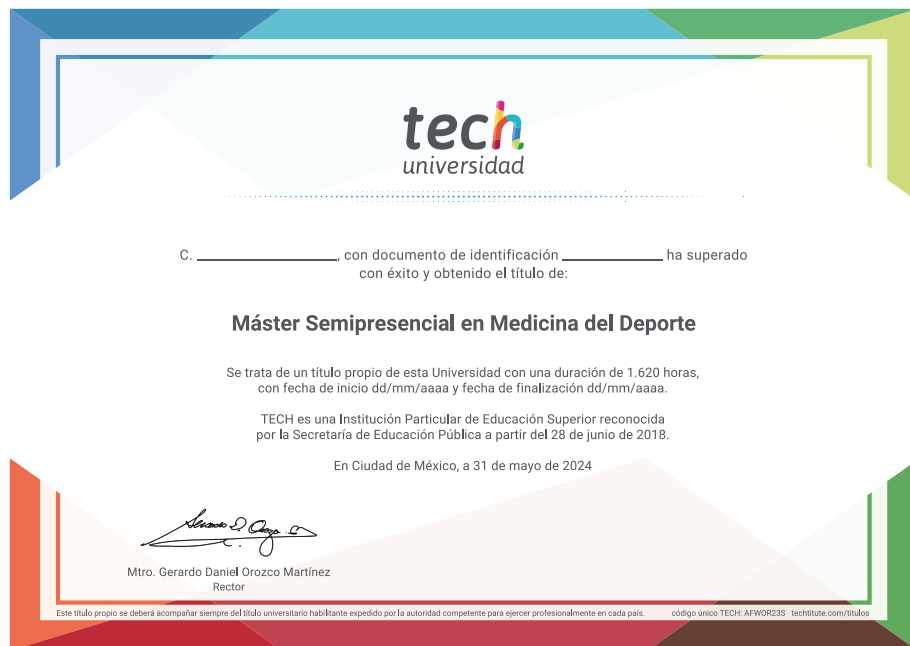 tech
universidad
C. ____________, con documento de identificación ____________ ha superado
con éxito y obtenido el título de:
Máster Semipresencial en Medicina del Deporte
Se trata de un título propio de esta Universidad con una duración de 1.620 horas,
con fecha de inicio dd/mm/aaaa y fecha de finalización dd/mm/aaaa.
TECH es una Institución Particular de Educación Superior reconocida
por la Secretaría de Educación Pública a partir del 28 de junio de 2018.
En Ciudad de México, a 31 de mayo de 2024
Mtro. Gerardo Daniel Orozco Martínez
Rector
Este título propio se deberá acompañar siempre del título universitario habilitante expedido por la autoridad competente para ejercer profesionalmente en cada país. código único TECH: AFWOR23S techtitute.com/titulos